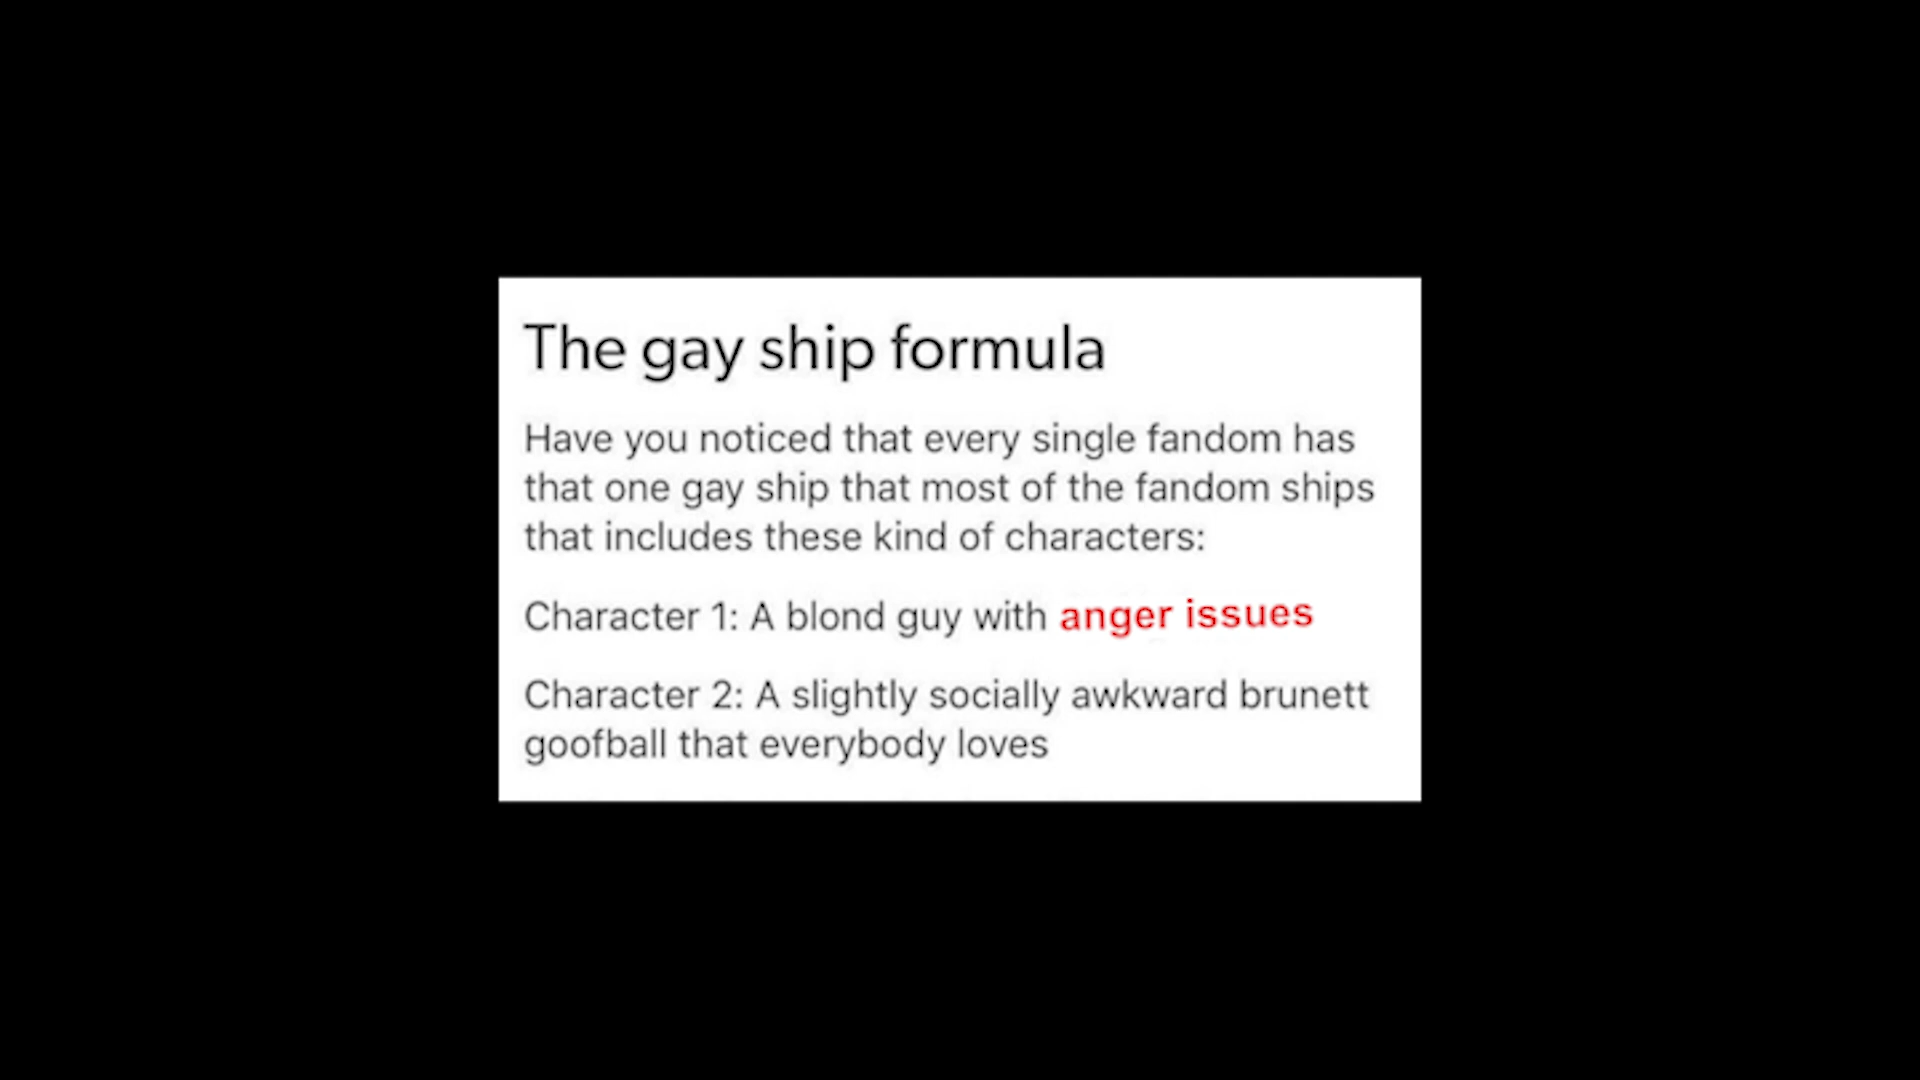 The gay ship formula
Have you noticed that every single fandom has
that one gay ship that most of the fandom ships
that includes these kind of characters:
Character 1: A blond guy with anger issues
Character 2: A slightly socially awkward brunett
goofball that everybody loves